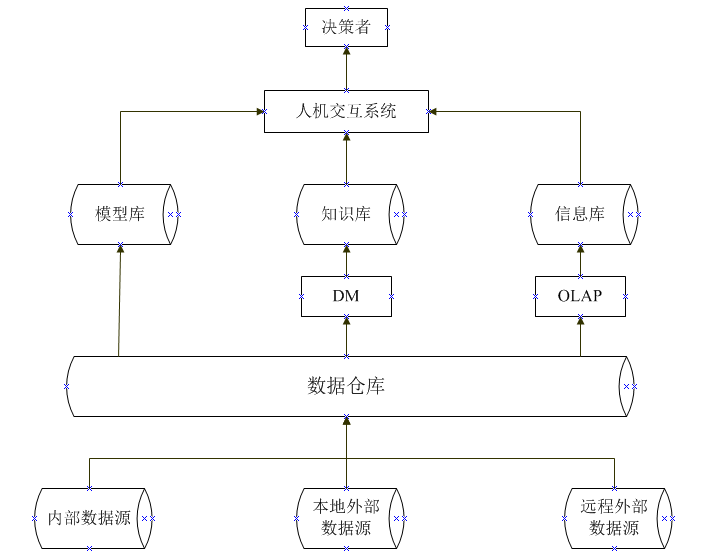 决策者
人机交互系统
模型库
知识库
信息库
DM
OLAP
数据仓库
内部数据源
本地外部
数据源
远程外部
数据源